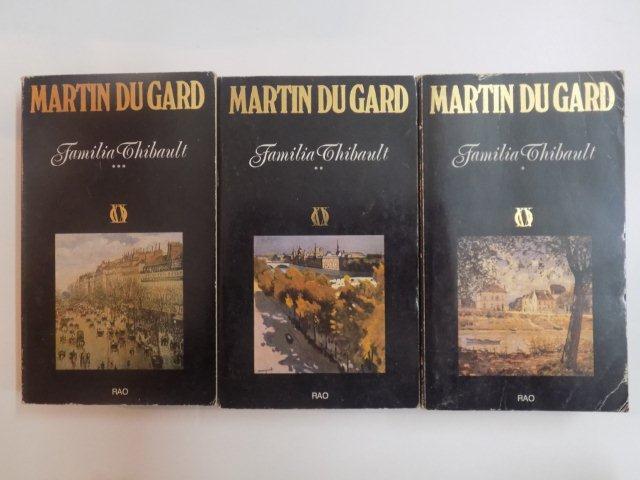 MARTIN DU GARD
Familia Thibault
***
RAO
MARTIN DU GARD
Familia Thibault
**
RAO
MARTIN DU GARD
Familia Thibault
*
RAO